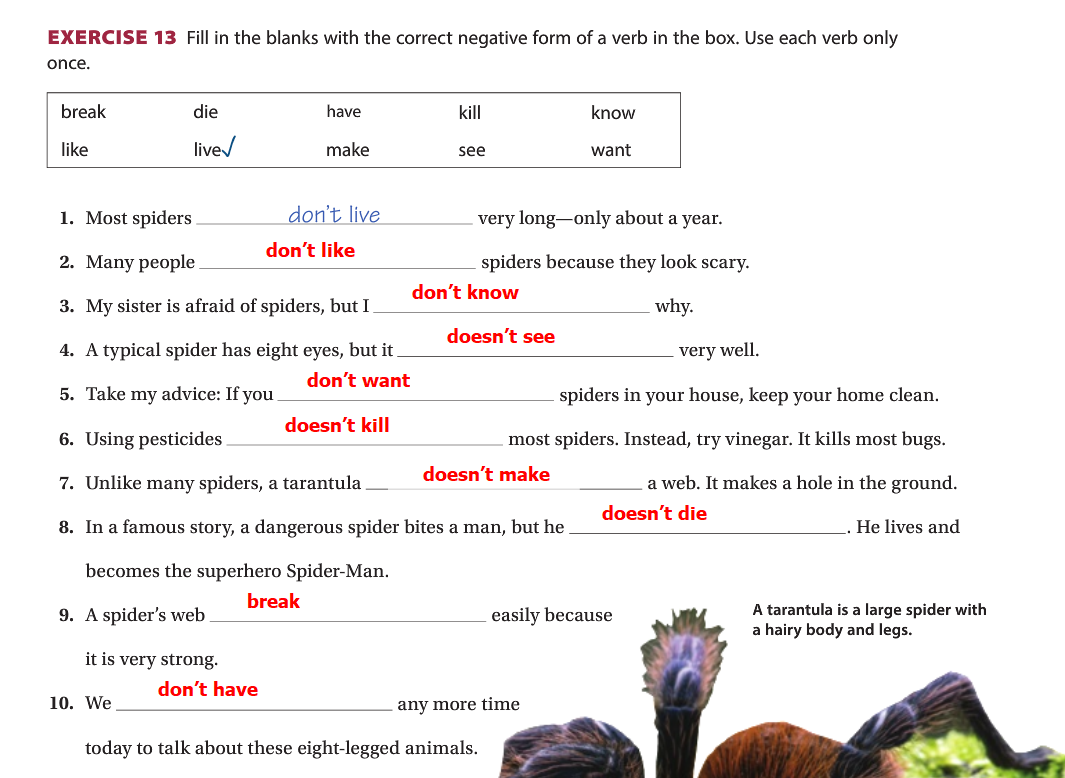 EXERCISE 13 Fill in the blanks with the correct negative form of a verb in the box. Use each verb only
once.
break die have kill know
like live✓ make see want
1. Most spiders don't live very long—only about a year.
2. Many people don't like spiders because they look scary.
3. My sister is afraid of spiders, but I don't know why.
4. A typical spider has eight eyes, but it doesn't see very well.
5. Take my advice: If you don't want spiders in your house, keep your home clean.
6. Using pesticides doesn't kill most spiders. Instead, try vinegar. It kills most bugs.
7. Unlike many spiders, a tarantula doesn't make a web. It makes a hole in the ground.
8. In a famous story, a dangerous spider bites a man, but he doesn't die. He lives and
becomes the superhero Spider-Man.
9. A spider's web break easily because
it is very strong.
10. We don't have any more time
today to talk about these eight-legged animals.
A tarantula is a large spider with
a hairy body and legs.